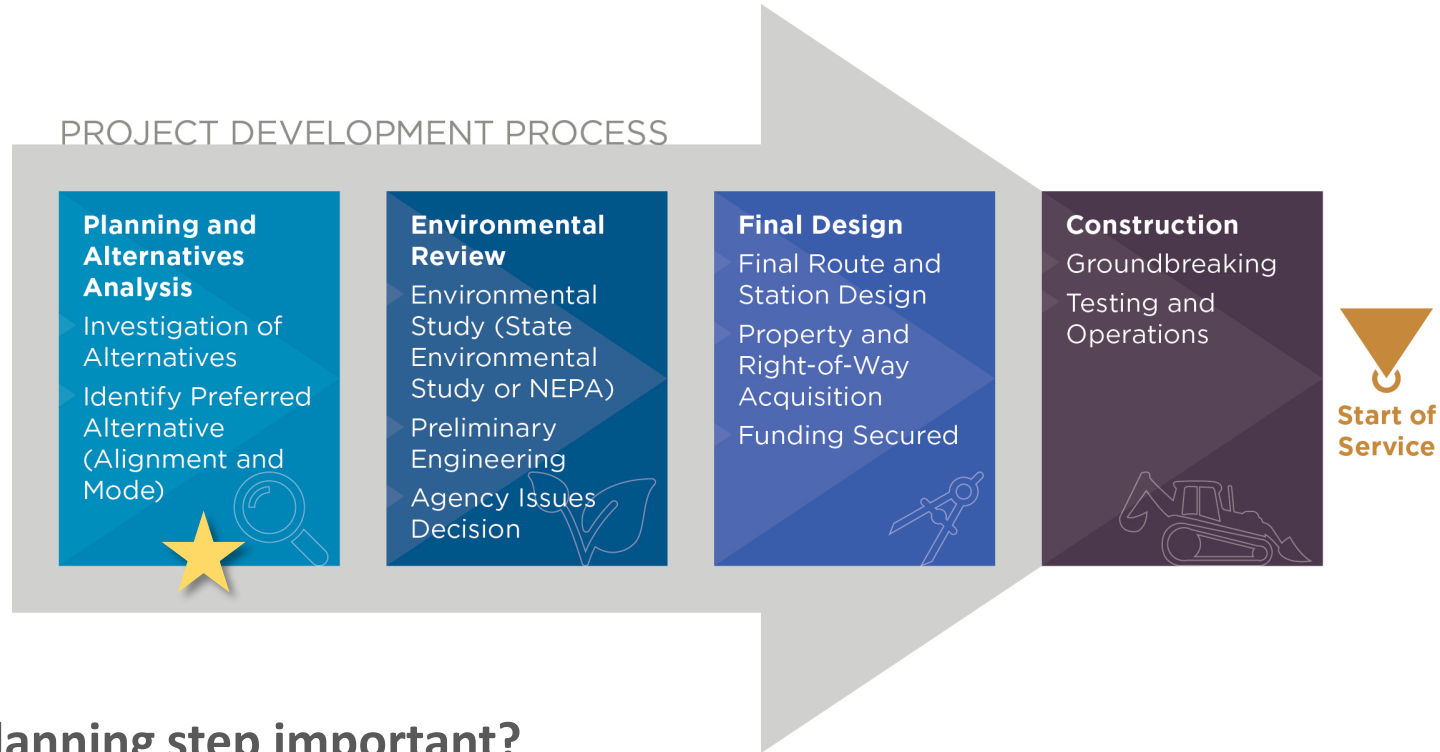 PROJECT DEVELOPMENT PROCESS
Planning and
Alternatives
Analysis
Investigation of
Alternatives
Identify Preferred
Alternative
(Alignment and
Mode)
Environmental
Review
Environmental
Study (State
Environmental
Study or NEPA)
Preliminary
Engineering
Agency Issues
Decision
Final Design
Final Route and
Station Design
Property and
Right-of-Way
Acquisition
Funding Secured
Construction
Groundbreaking
Testing and
Operations
Start of
Service
step important?